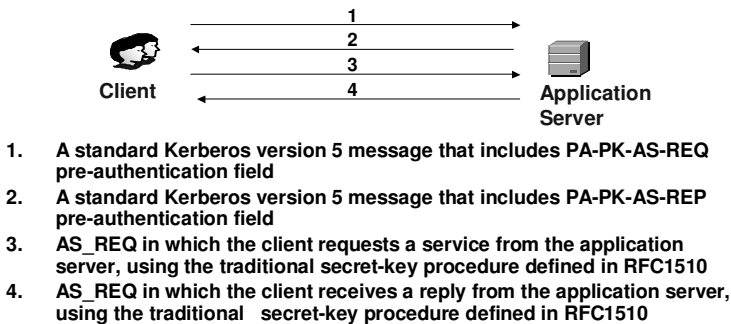 1
2
3
4
Client
Application
Server
1. A standard Kerberos version 5 message that includes PA-PK-AS-REQ
pre-authentication field
2. A standard Kerberos version 5 message that includes PA-PK-AS-REP
pre-authentication field
3. AS_REQ in which the client requests a service from the application
server, using the traditional secret-key procedure defined in RFC1510
4. AS_REQ in which the client receives a reply from the application server,
using the traditional secret-key procedure defined in RFC1510